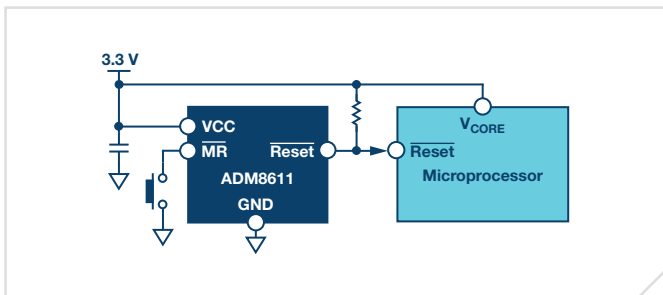 3.3 V
VCC
MR
Reset
ADM8611
GND
VCORE
Reset
Microprocessor